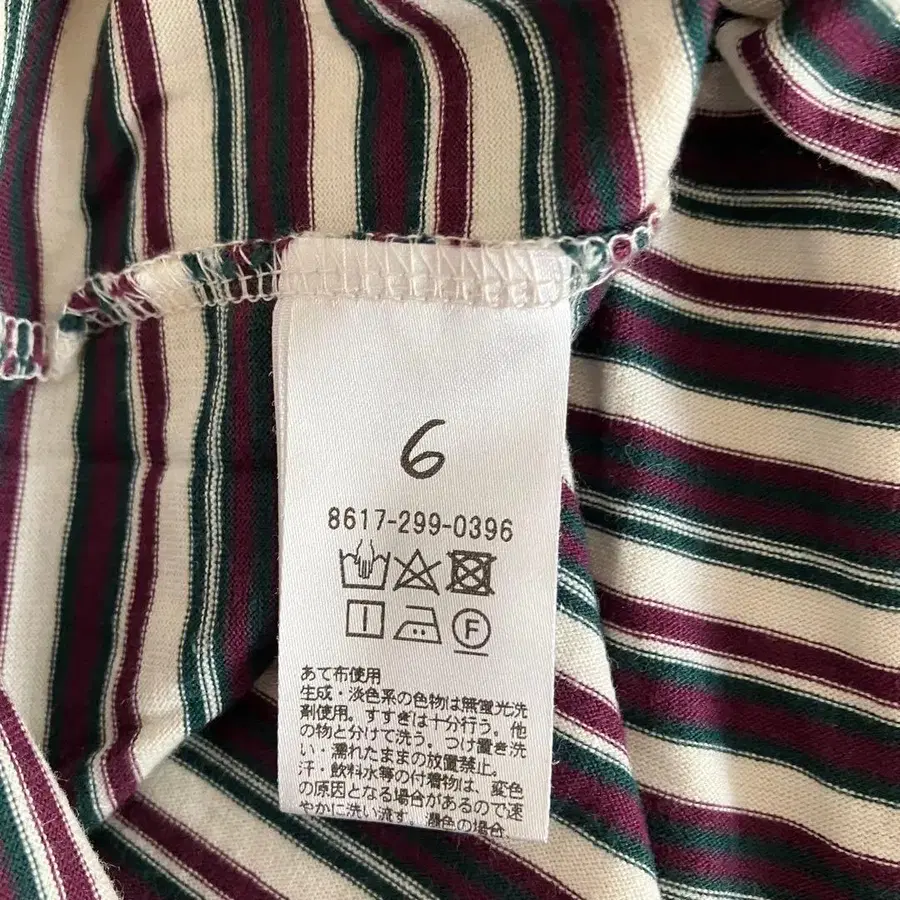 6
8617-299-0396
F
あて布使用
生成・淡色系の色物は無蛍光洗
剤使用。すすぎは十分行う。他
の物と分けて洗う。つけ置き洗
い・濡れたままの放置禁止。
汗・飲料水等の付着物は、変色
の原因となる場合があるので速
やかに洗い流す。濃色の場合、